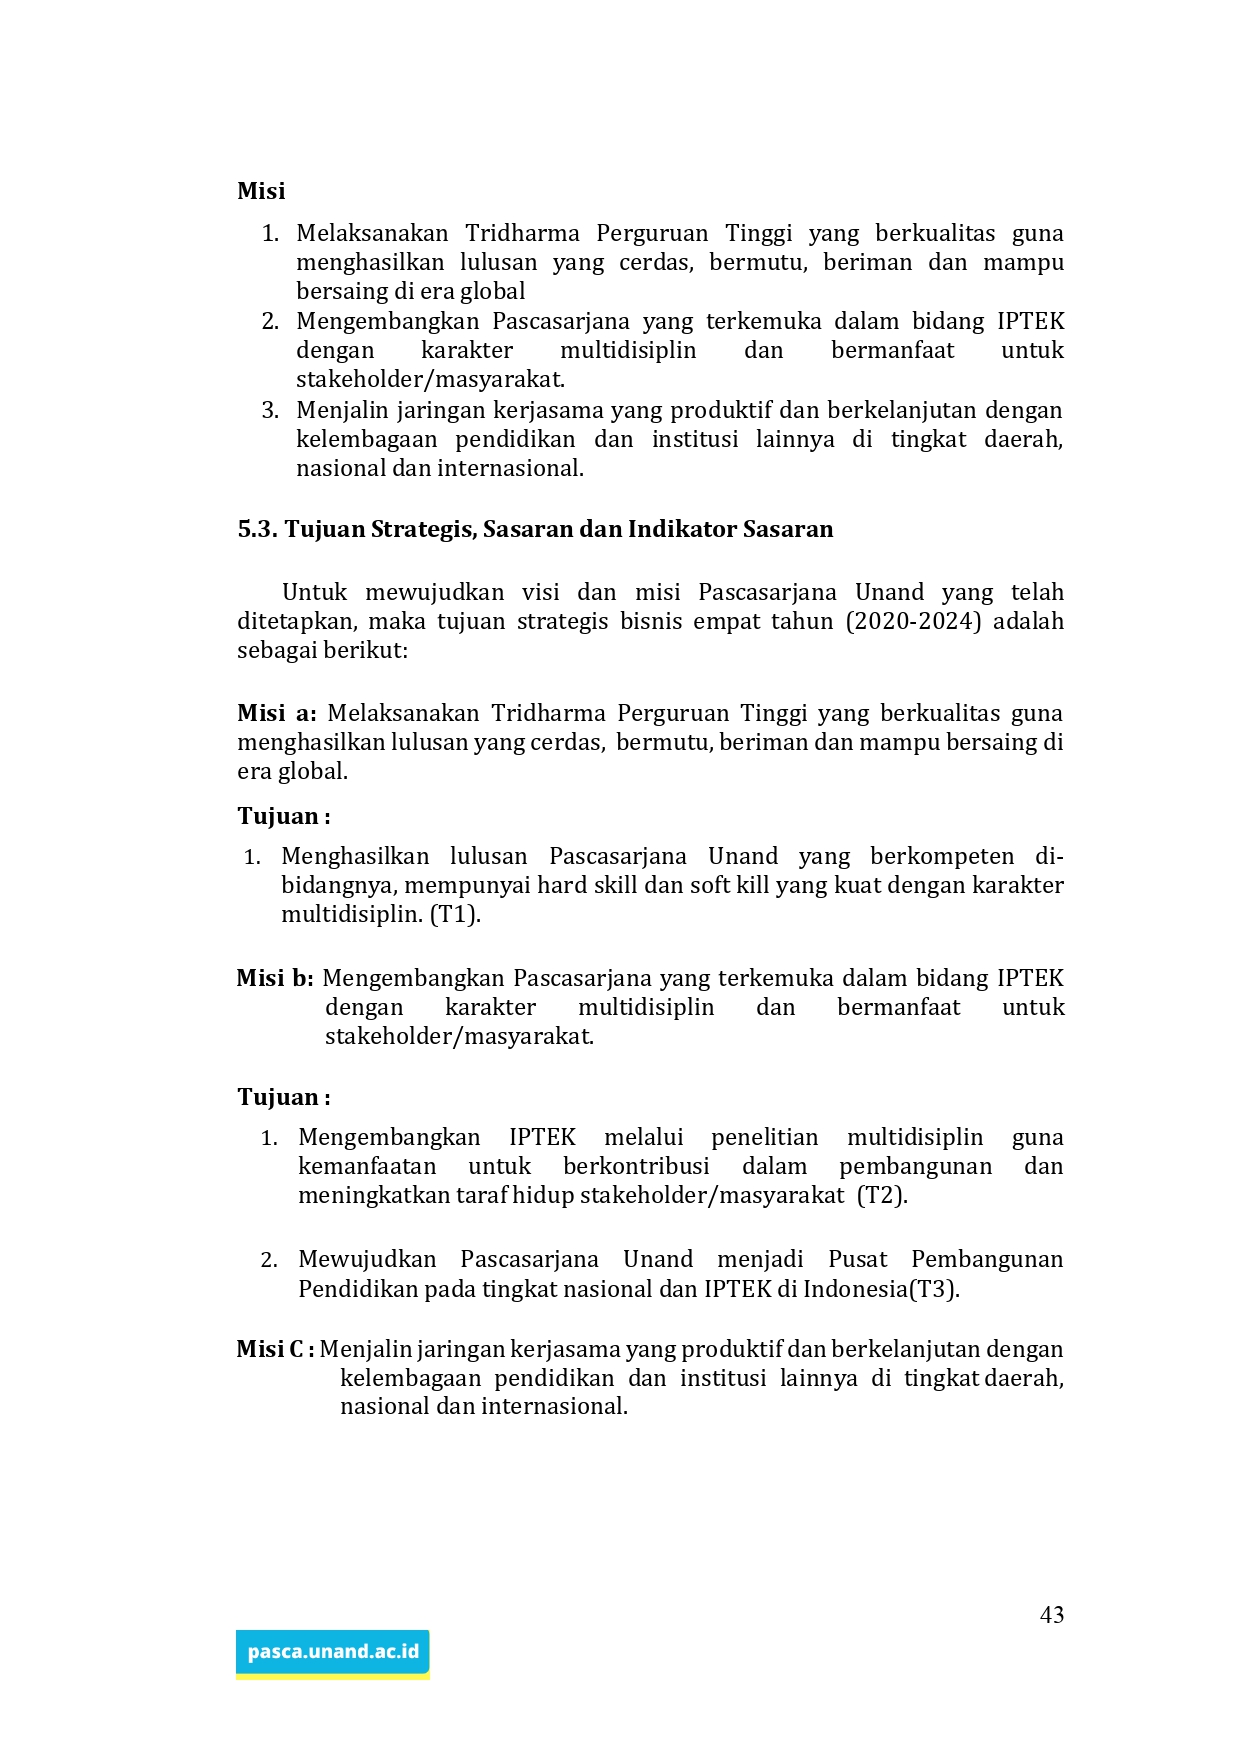 Misi
1. Melaksanakan Tridharma Perguruan Tinggi yang berkualitas guna
menghasilkan lulusan yang cerdas, bermutu, beriman dan mampu
bersaing di era global
2. Mengembangkan Pascasarjana yang terkemuka dalam bidang IPTEK
dengan karakter multidisiplin dan bermanfaat untuk
stakeholder/masyarakat.
3. Menjalin jaringan kerjasama yang produktif dan berkelanjutan dengan
kelembagaan pendidikan dan institusi lainnya di tingkat daerah,
nasional dan internasional.
5.3. Tujuan Strategis, Sasaran dan Indikator Sasaran
Untuk mewujudkan visi dan misi Pascasarjana Unand yang telah
ditetapkan, maka tujuan strategis bisnis empat tahun (2020-2024) adalah
sebagai berikut:
Misi a: Melaksanakan Tridharma Perguruan Tinggi yang berkualitas guna
menghasilkan lulusan yang cerdas, bermutu, beriman dan mampu bersaing di
era global.
Tujuan :
1. Menghasilkan lulusan Pascasarjana Unand yang berkompeten di-
bidangnya, mempunyai hard skill dan soft kill yang kuat dengan karakter
multidisiplin. (T1).
Misi b: Mengembangkan Pascasarjana yang terkemuka dalam bidang IPTEK
dengan karakter multidisiplin dan bermanfaat untuk
stakeholder/masyarakat.
Tujuan :
1. Mengembangkan IPTEK melalui penelitian multidisiplin guna
kemanfaatan untuk berkontribusi dalam pembangunan dan
meningkatkan taraf hidup stakeholder/masyarakat (T2).
2. Mewujudkan Pascasarjana Unand menjadi Pusat Pembangunan
Pendidikan pada tingkat nasional dan IPTEK di Indonesia(T3).
Misi C : Menjalin jaringan kerjasama yang produktif dan berkelanjutan dengan
kelembagaan pendidikan dan institusi lainnya di tingkat daerah,
nasional dan internasional.
43
pasca.unand.ac.id